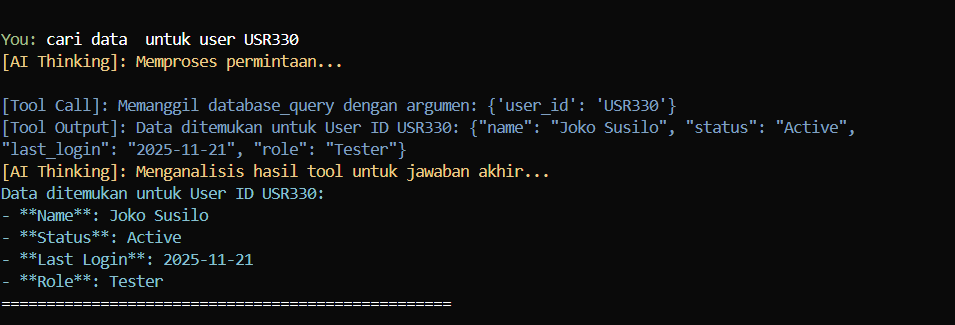 You: cari data  untuk user USR330
[AI Thinking]: Memproses permintaan...
[Tool Call]: Memanggil database_query dengan argumen: {'user_id': 'USR330'}
[Tool Output]: Data ditemukan untuk User ID USR330: {"name": "Joko Susilo", "status": "Active",
"last_login": "2025-11-21", "role": "Tester"}
[AI Thinking]: Menganalisis hasil tool untuk jawaban akhir...
Data ditemukan untuk User ID USR330:
- **Name**: Joko Susilo
- **Status**: Active
- **Last Login**: 2025-11-21
- **Role**: Tester
==================================================